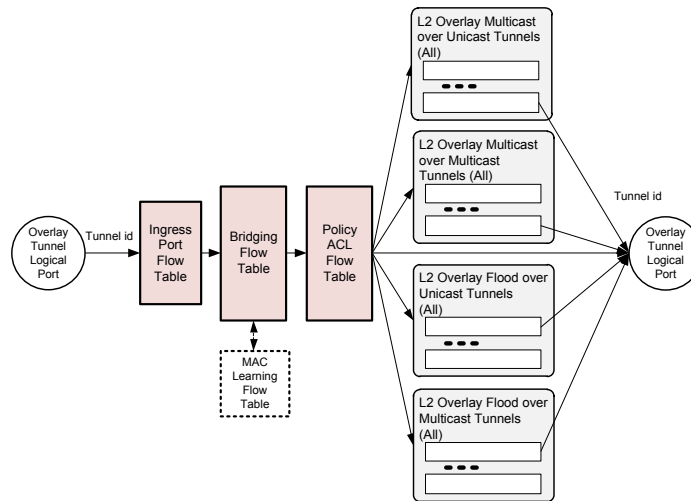 L2 Overlay Multicast
over Unicast Tunnels
(All)
L2 Overlay Multicast
over Multicast
Tunnels (All)
Tunnel id
Overlay
Tunnel
Logical
Port
Tunnel id
Ingress
Port
Flow
Table
Bridging
Flow
Table
Policy
ACL
Flow
Table
Overlay
Tunnel
Logical
Port
L2 Overlay Flood over
Unicast Tunnels
(All)
MAC
Learning
Flow
Table
L2 Overlay Flood over
Multicast Tunnels
(All)